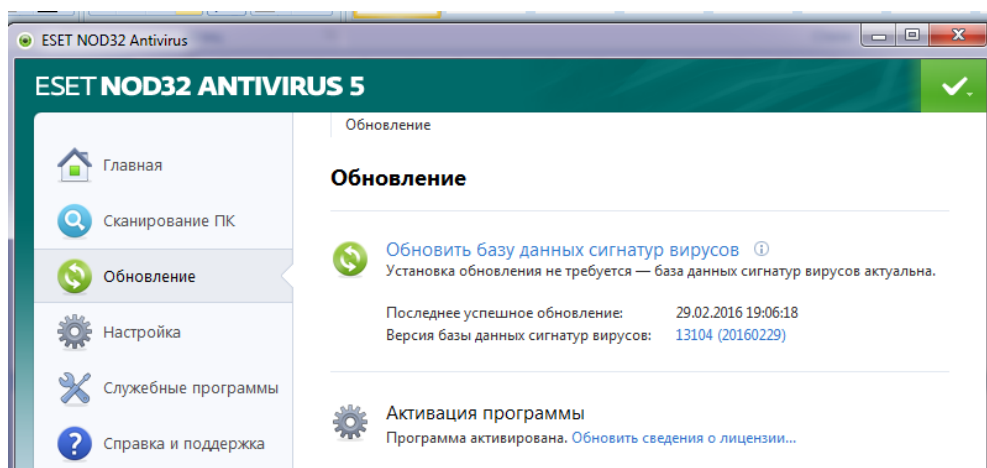 ESET NOD32 Antivirus
ESET NOD32 ANTIVIRUS 5
Обновление
Главная
Обновление
Сканирование ПК
Обновить базу данных сигнатур вирусов
Установка обновления не требуется — база данных сигнатур вирусов актуальна.
Обновление
Последнее успешное обновление: 29.02.2016 19:06:18
Настройка
Версия базы данных сигнатур вирусов: 13104 (20160229)
Служебные программы
Активация программы
Программа активирована. Обновить сведения о лицензии...
Справка и поддержка